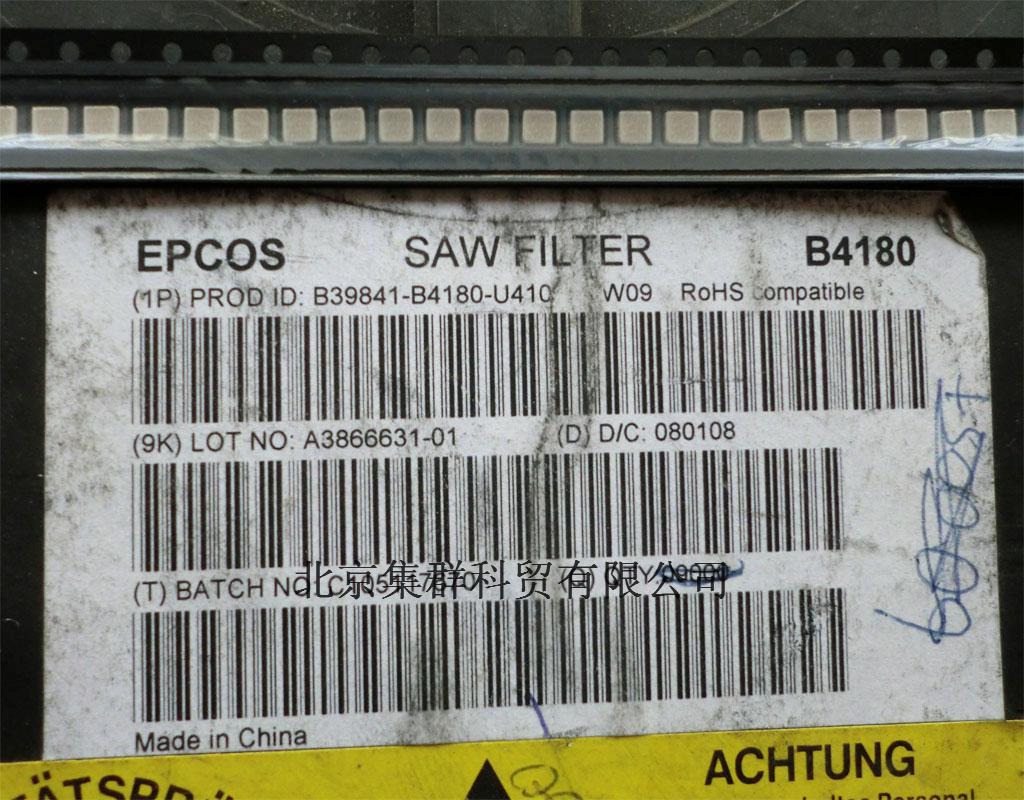 EPCOS SAW FILTER B4180
(1P) PROD ID: B39841-B4180-U410 W09 RoHS compatible
(9K) LOT NO: A3866631-01 (D) D/C: 080108
(T) BATCH NO
北京集群科贸有限公司
Made in China
ACHTUNG
Personal